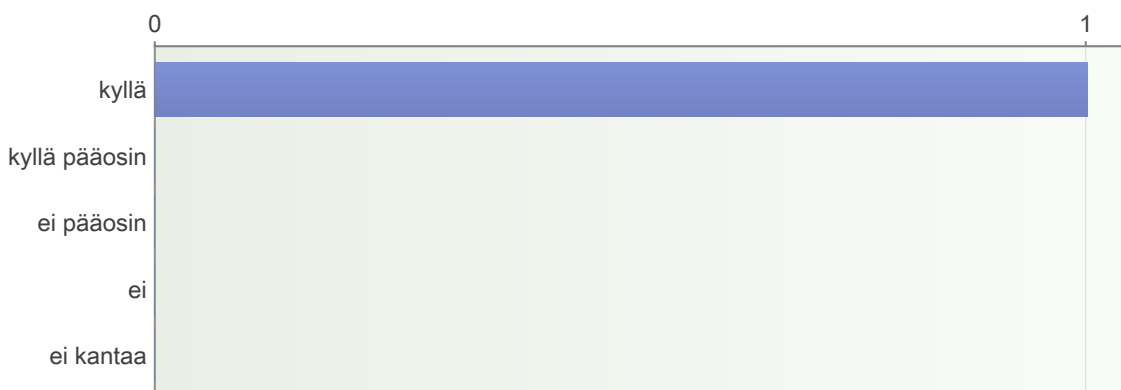 0 1
kyllä
kyllä pääosin
ei pääosin
ei
ei kantaa